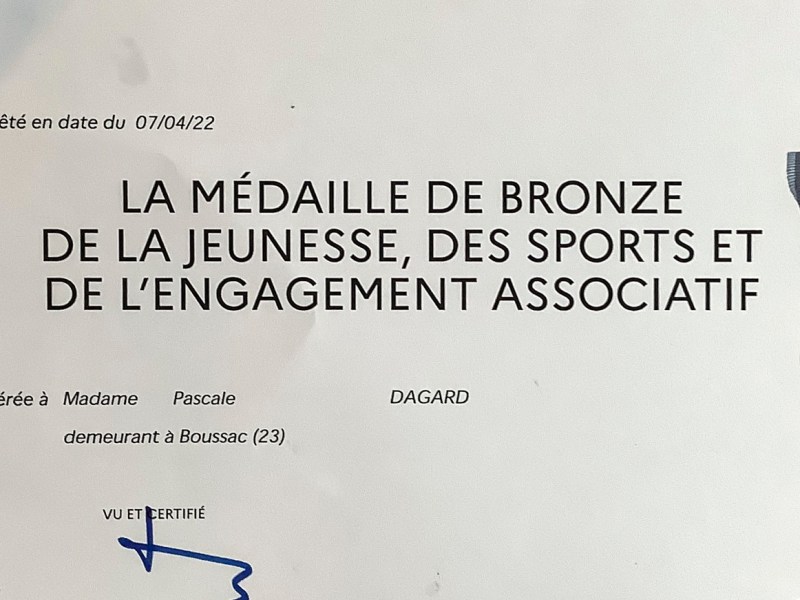 êté en date du 07/04/22
LA MÉDAILLE DE BRONZE
DE LA JEUNESSE, DES SPORTS ET
DE L'ENGAGEMENT ASSOCIATIF
érée à Madame Pascale DAGARD
demeurant à Boussac (23)
VU ET CERTIFIÉ